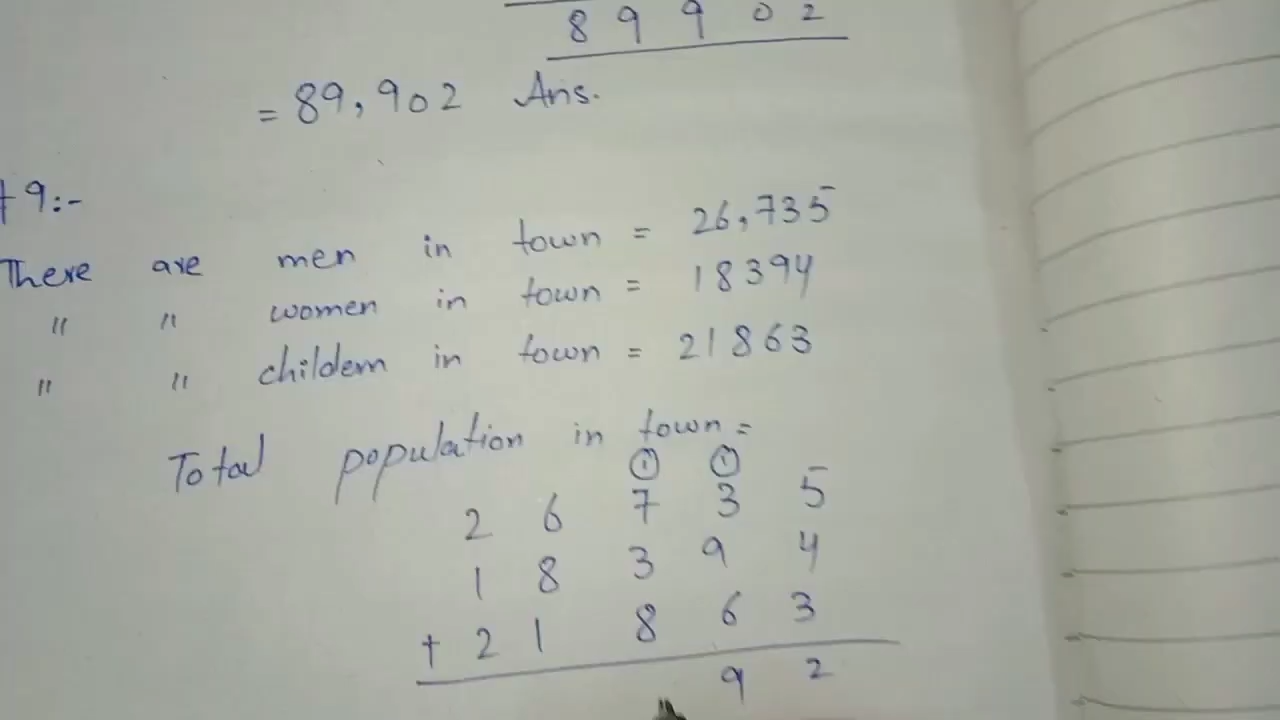 8 9 9 0 2
= 89,902 Ans.
9:-
There are men in town = 26,735
" " women in town = 18394
" " childern in town = 21863
Total population in town =
① ①
2 6 7 3 5
1 8 3 9 4
+ 2 1 8 6 3
9 2